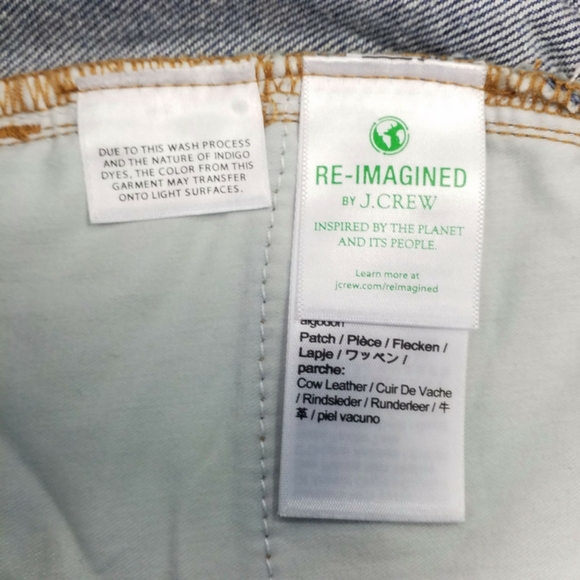 DUE TO THIS WASH PROCESS
AND THE NATURE OF INDIGO
DYES, THE COLOR FROM THIS
GARMENT MAY TRANSFER
ONTO LIGHT SURFACES.
RE-IMAGINED
BY J.CREW
INSPIRED BY THE PLANET
AND ITS PEOPLE.
Learn more at
jcrew.com/reimagined
algodón
Patch / Pièce / Flecken /
Lapje / ワッペン /
parche:
Cow Leather / Cuir De Vache
/ Rindsleder / Runderleer / 牛
革 / piel vacuno